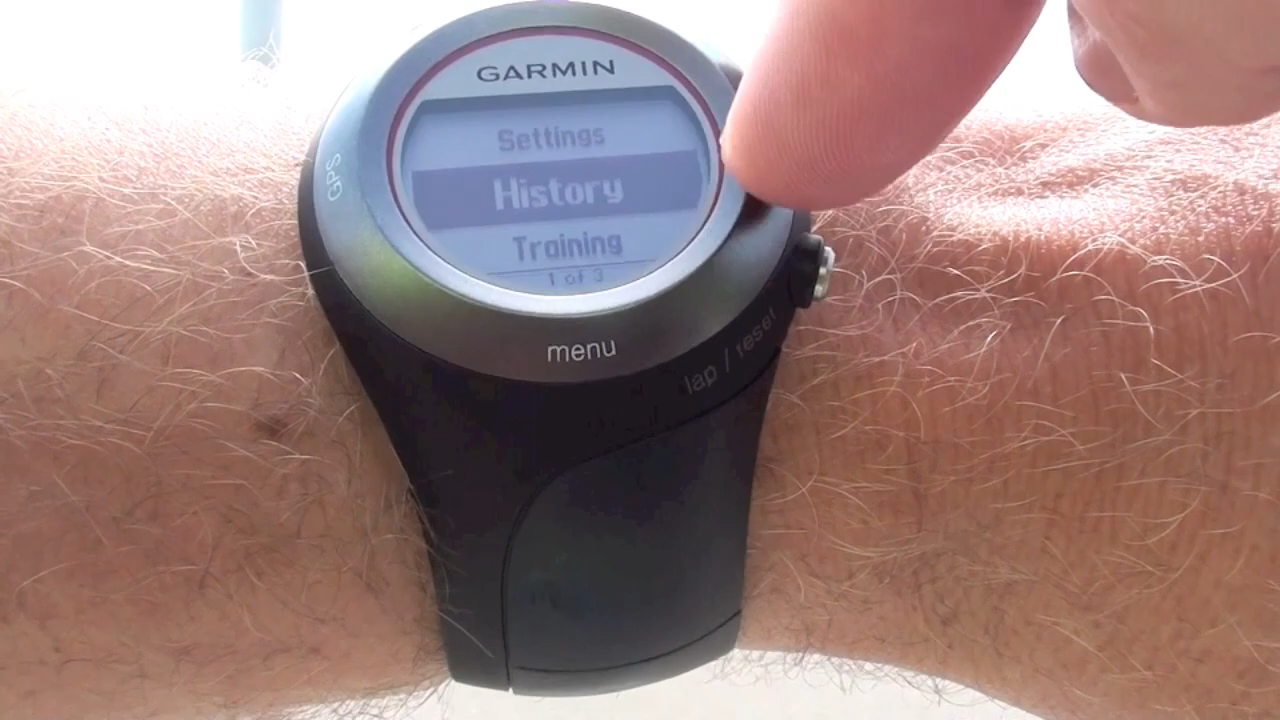 GARMIN
GPS
Settings
History
Training
1 of 3
menu
lap / reset